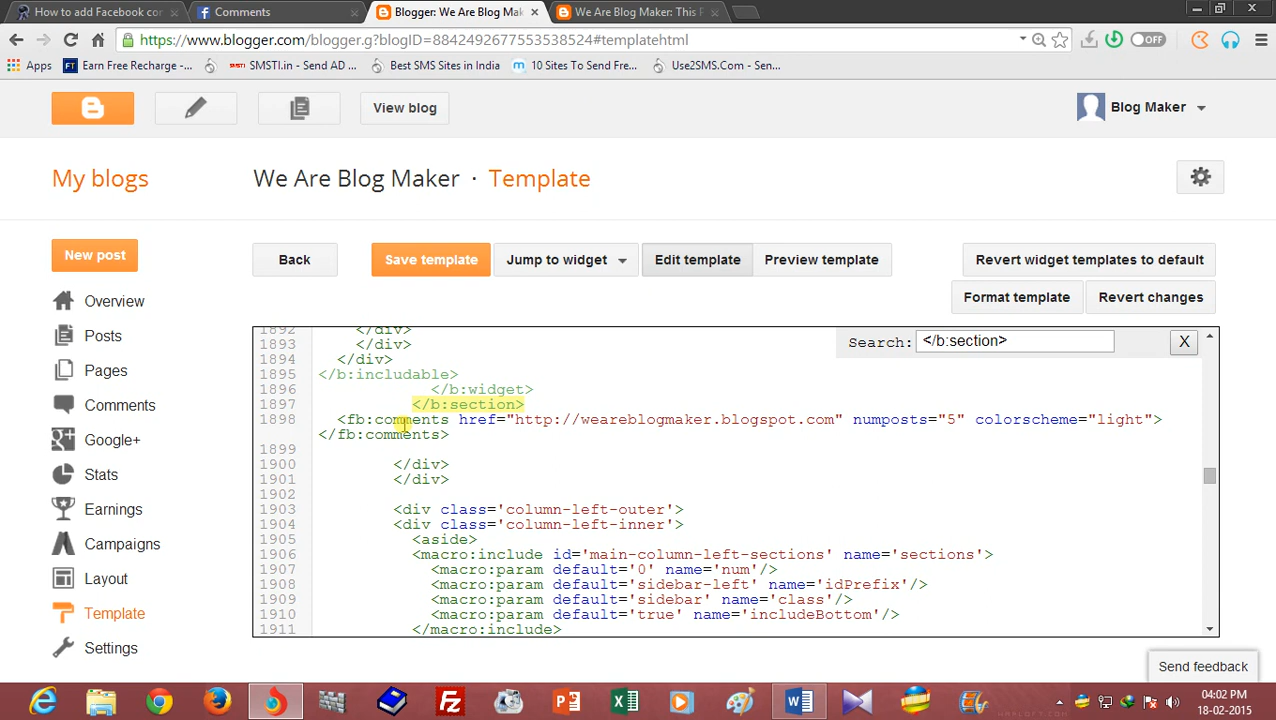 How to add Facebook cor
Comments
Blogger: We Are Blog Mak
We Are Blog Maker: This F
https://www.blogger.com/blogger.g?blogID=8842492677553538524#templatehtml
OFF
Apps
Earn Free Recharge -...
SMSTI.in - Send AD ...
Best SMS Sites in India
10 Sites To Send Fre...
Use2SMS.Com - Sen...
View blog
Blog Maker
My blogs
We Are Blog Maker · Template
New post
Back
Save template
Jump to widget
Edit template
Preview template
Revert widget templates to default
Format template
Revert changes
Overview
Posts
Pages
Comments
Google+
Stats
Earnings
Campaigns
Layout
Template
Settings
Search: </b:section>
X
1892 </div>
1893 </div>
1894 </div>
1895 </b:includable>
1896 </b:widget>
1897 </b:section>
1898 <fb:comments href="http://weareblogmaker.blogspot.com" numposts="5" colorscheme="light">
</fb:comments>
1899
1900 </div>
1901 </div>
1902
1903 <div class='column-left-outer'>
1904 <div class='column-left-inner'>
1905 <aside>
1906 <macro:include id='main-column-left-sections' name='sections'>
1907 <macro:param default='0' name='num'/>
1908 <macro:param default='sidebar-left' name='idPrefix'/>
1909 <macro:param default='sidebar' name='class'/>
1910 <macro:param default='true' name='includeBottom'/>
1911 </macro:include>
Send feedback
04:02 PM
18-02-2015